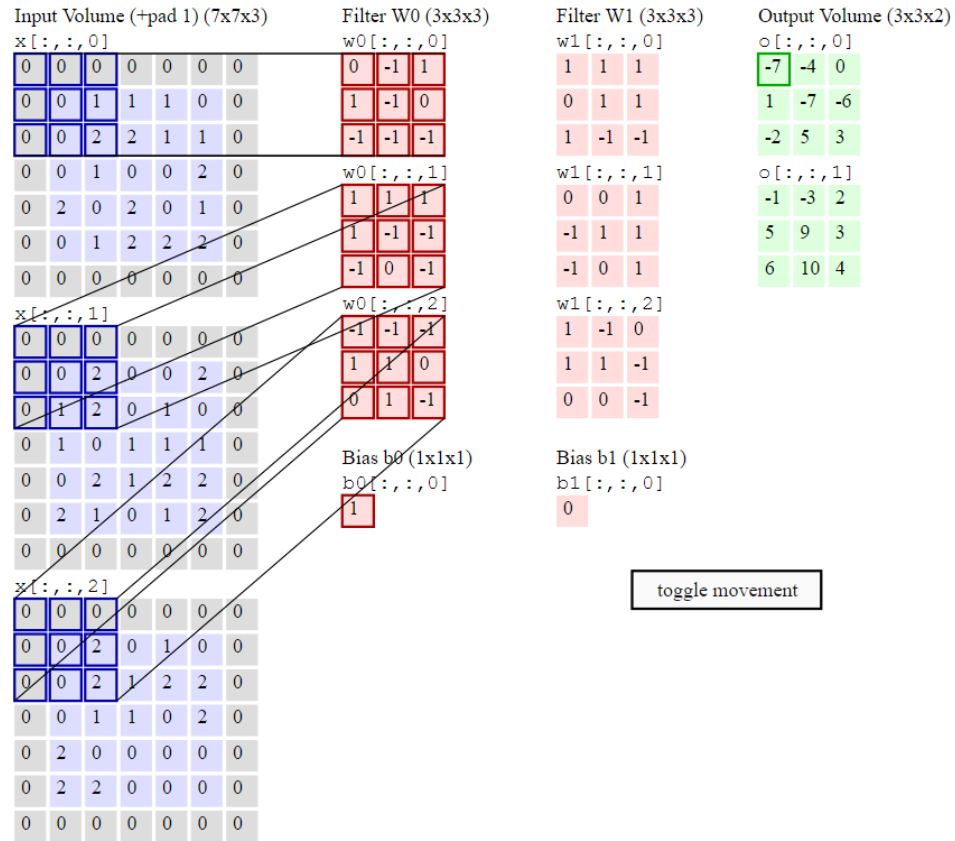 Input Volume (+pad 1) (7x7x3) Filter W0 (3x3x3) Filter W1 (3x3x3) Output Volume (3x3x2)
x[:,:,0] w0[:,:,0] w1[:,:,0] o[:,:,0]
0 0 0 0 0 0 0 0 -1 1 1 1 1 -7 -4 0
0 0 1 1 1 0 0 1 -1 0 0 1 1 1 -7 -6
0 0 2 2 1 1 0 -1 -1 -1 1 -1 -1 -2 5 3
0 0 1 0 0 2 0 w0[:,:,1] w1[:,:,1] o[:,:,1]
0 2 0 2 0 1 0 1 1 1 0 0 1 -1 -3 2
0 0 1 2 2 2 0 1 -1 -1 -1 1 1 5 9 3
0 0 0 0 0 0 0 -1 0 -1 -1 0 1 6 10 4
x[:,:,1] w0[:,:,2] w1[:,:,2]
0 0 0 0 0 0 0 -1 -1 -1 1 -1 0
0 0 2 0 0 2 0 1 1 0 1 1 -1
0 1 2 0 1 0 0 0 1 -1 0 0 -1
0 1 0 1 1 1 0 Bias b0 (1x1x1) Bias b1 (1x1x1)
0 0 2 1 2 2 0 b0[:,:,0] b1[:,:,0]
0 2 1 0 1 2 0 1 0
0 0 0 0 0 0 0
x[:,:,2] toggle movement
0 0 0 0 0 0 0
0 0 2 0 1 0 0
0 0 2 1 2 2 0
0 0 1 1 0 2 0
0 2 0 0 0 0 0
0 2 2 0 0 0 0
0 0 0 0 0 0 0